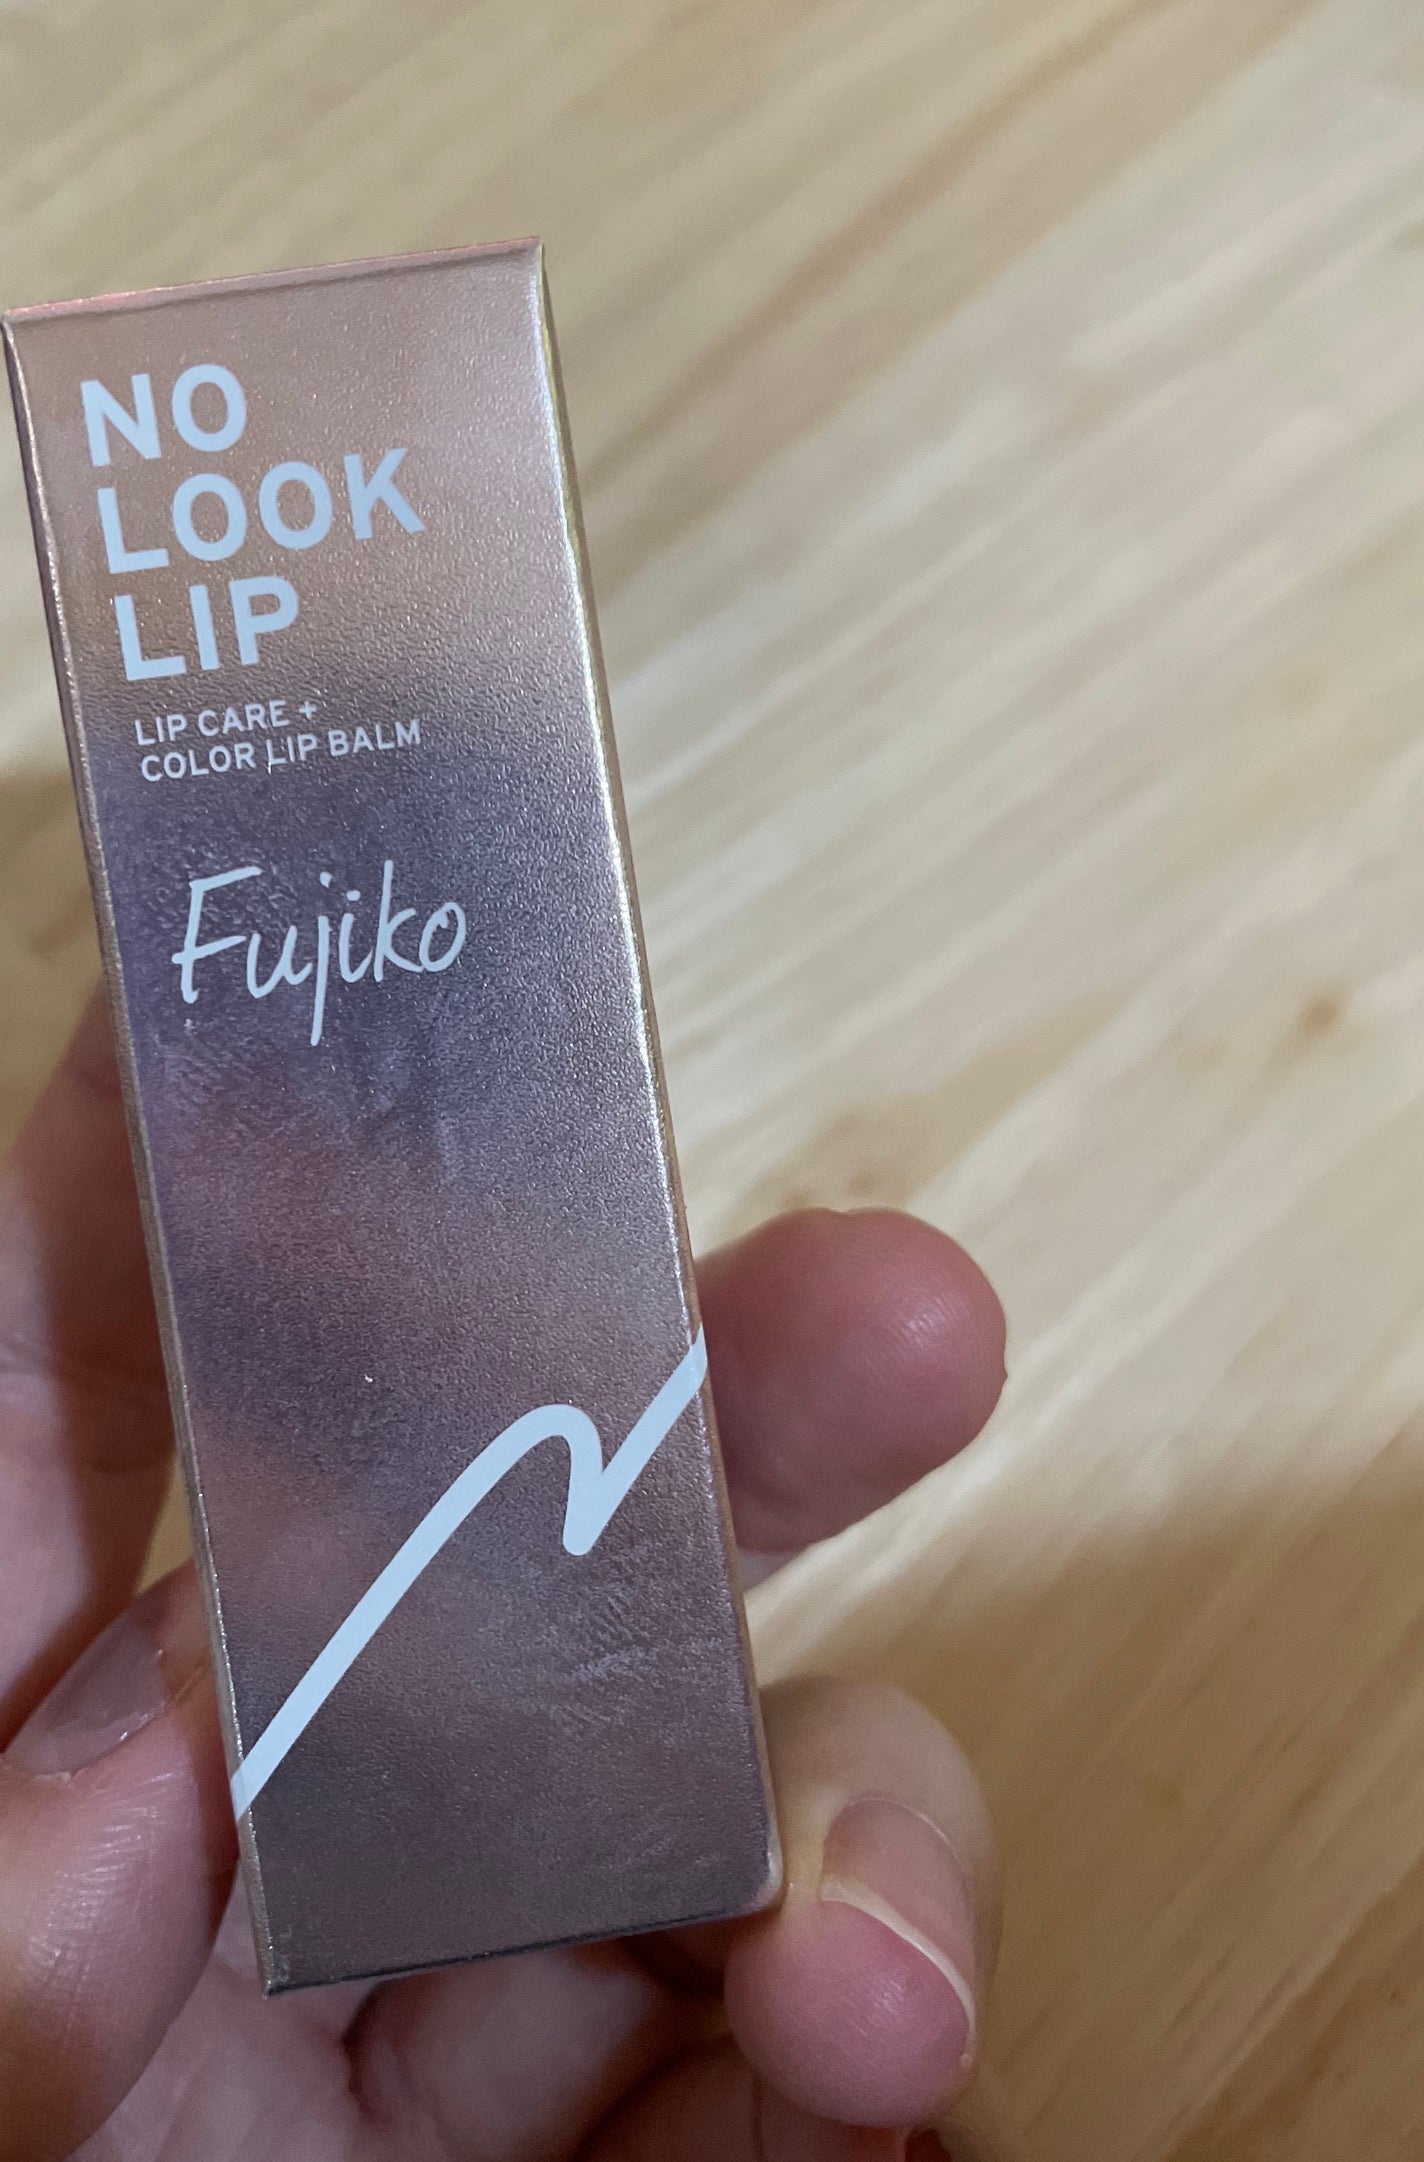 NO
LOOK
LIP
LIP CARE +
COLOR LIP BALM
Fujiko